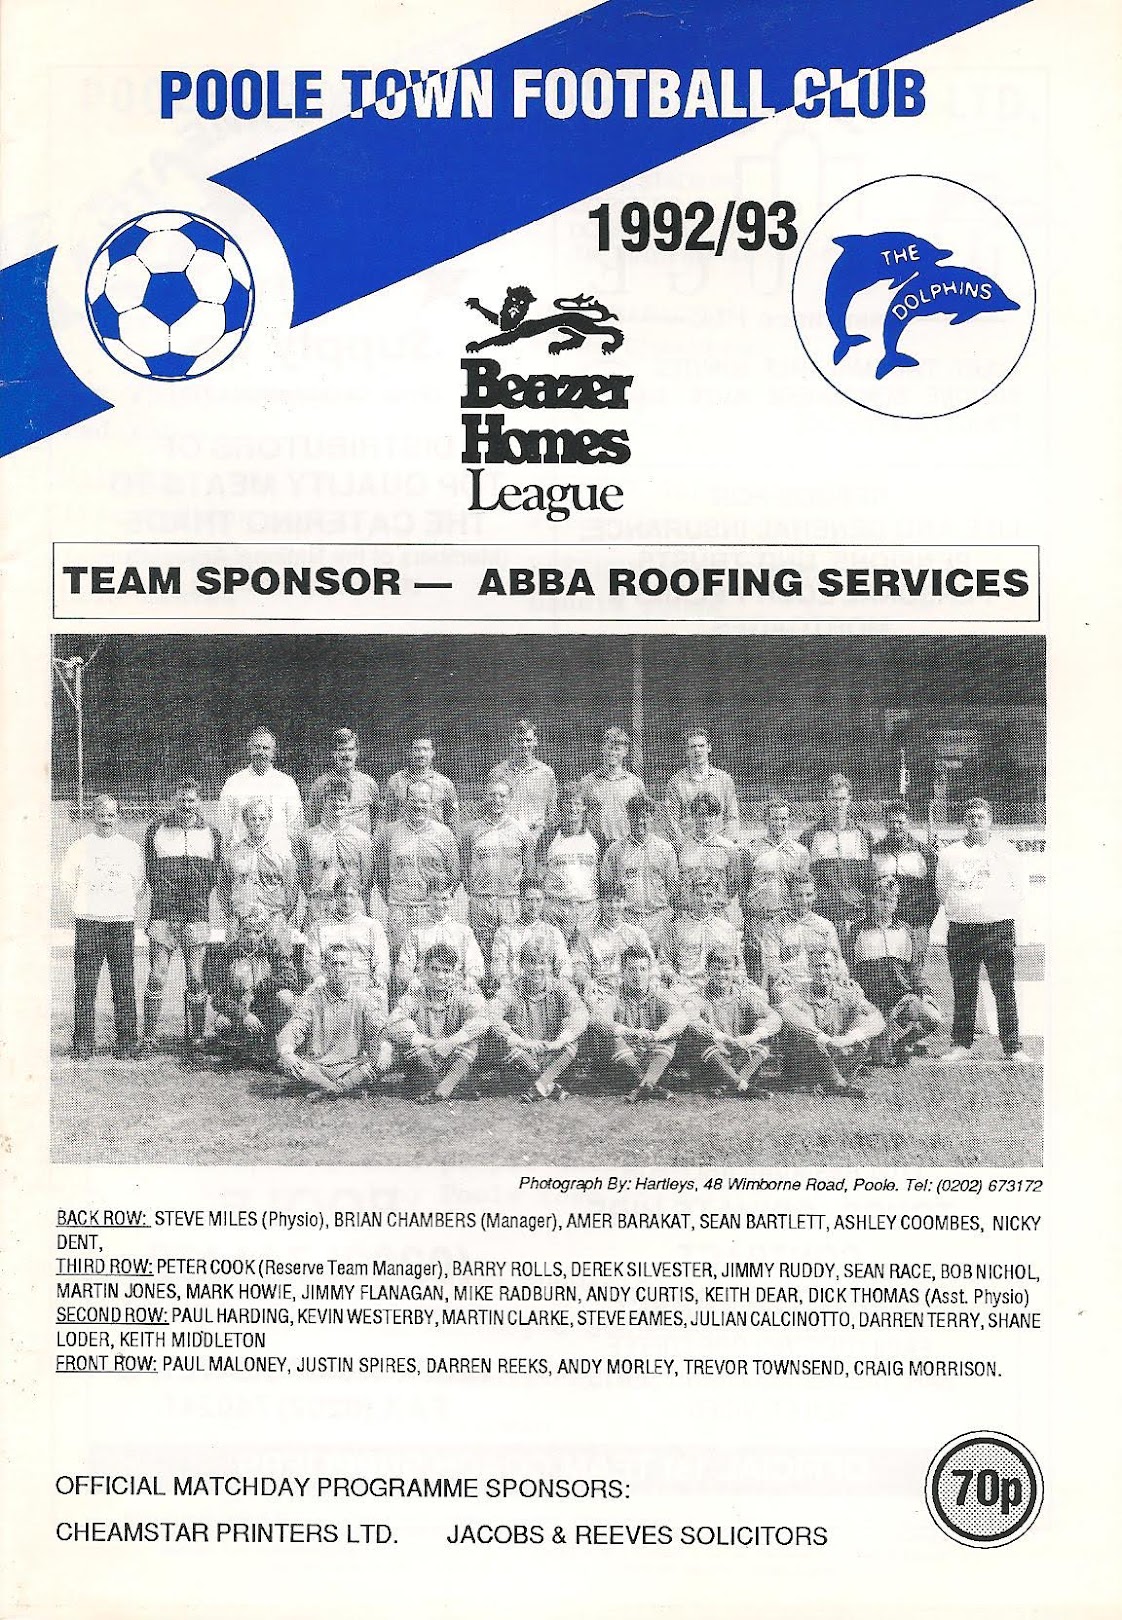 POOLE TOWN FOOTBALL CLUB
1992/93
THE
DOLPHINS
Beazer
Homes
League
TEAM SPONSOR — ABBA ROOFING SERVICES
Photograph By: Hartleys, 48 Wimborne Road, Poole. Tel: (0202) 673172
BACK ROW: STEVE MILES (Physio), BRIAN CHAMBERS (Manager), AMER BARAKAT, SEAN BARTLETT, ASHLEY COOMBES, NICKY
DENT,
THIRD ROW: PETER COOK (Reserve Team Manager), BARRY ROLLS, DEREK SILVESTER, JIMMY RUDDY, SEAN RACE, BOB NICHOL,
MARTIN JONES, MARK HOWIE, JIMMY FLANAGAN, MIKE RADBURN, ANDY CURTIS, KEITH DEAR, DICK THOMAS (Asst. Physio)
SECOND ROW: PAUL HARDING, KEVIN WESTERBY, MARTIN CLARKE, STEVE EAMES, JULIAN CALCINOTTO, DARREN TERRY, SHANE
LODER, KEITH MIDDLETON
FRONT ROW: PAUL MALONEY, JUSTIN SPIRES, DARREN REEKS, ANDY MORLEY, TREVOR TOWNSEND, CRAIG MORRISON.
70p
OFFICIAL MATCHDAY PROGRAMME SPONSORS:
CHEAMSTAR PRINTERS LTD. JACOBS & REEVES SOLICITORS